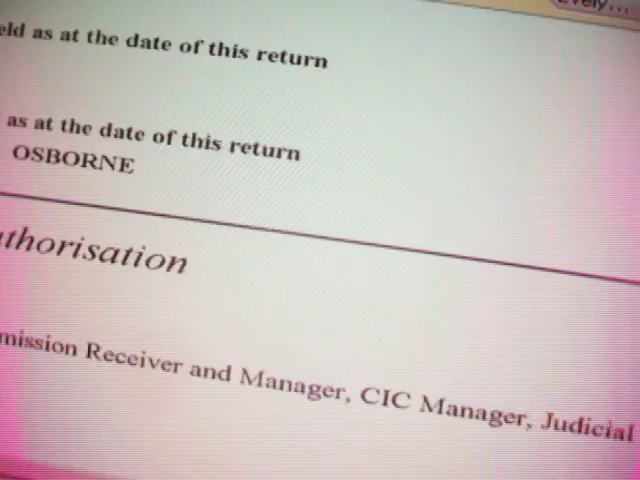 eld as at the date of this return
as at the date of this return
OSBORNE
thorisation
mission Receiver and Manager, CIC Manager, Judicial